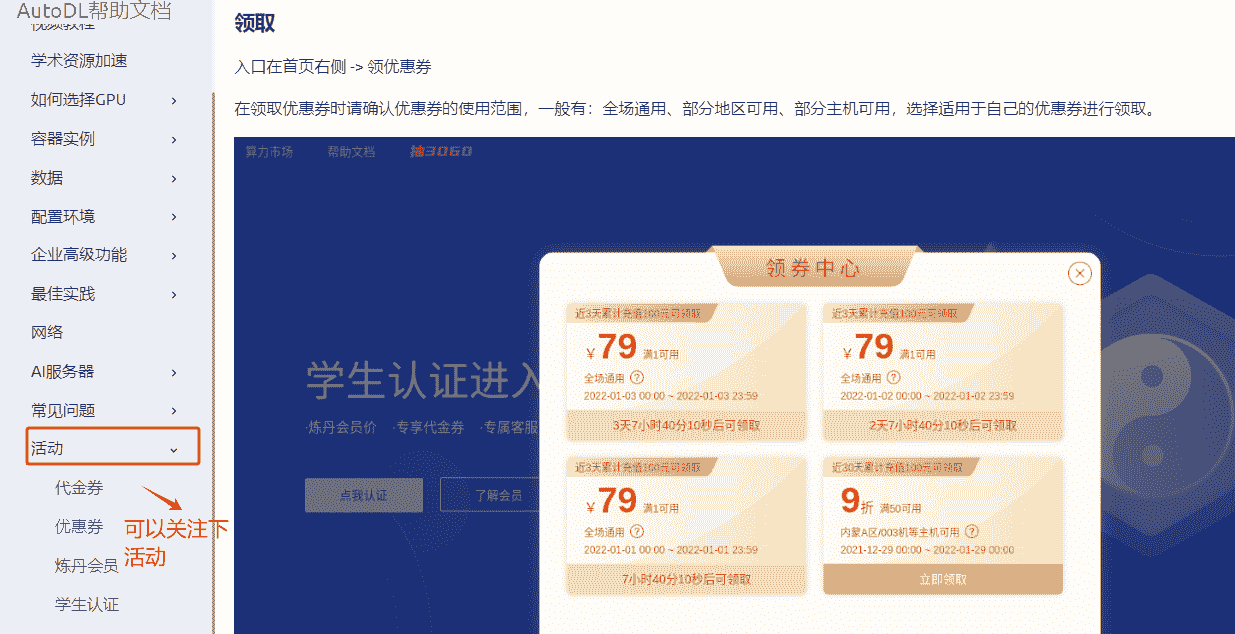 AutoDL帮助文档
视频教程
学术资源加速
如何选择GPU
容器实例
数据
配置环境
企业高级功能
最佳实践
网络
AI服务器
常见问题
活动
代金券
优惠券
炼丹会员
学生认证
可以关注下
活动
领取
入口在首页右侧 -> 领优惠券
在领取优惠券时请确认优惠券的使用范围，一般有：全场通用、部分地区可用、部分主机可用，选择适用于自己的优惠券进行领取。
算力市场 帮助文档 抽3060
学生认证进入
·炼丹会员价 ·专享代金券 ·专属客服
点我认证 了解会员
领券中心
近3天累计充值100元可领取
￥79 满1可用
全场通用 ?
2022-01-03 00:00 ~ 2022-01-03 23:59
3天7小时40分10秒后可领取
近3天累计充值100元可领取
￥79 满1可用
全场通用 ?
2022-01-02 00:00 ~ 2022-01-02 23:59
2天7小时40分10秒后可领取
近3天累计充值100元可领取
￥79 满1可用
全场通用 ?
2022-01-01 00:00 ~ 2022-01-01 23:59
7小时40分10秒后可领取
近30天累计充值100元可领取
9折 满50可用
内蒙A区/003机等主机可用 ?
2021-12-29 00:00 ~ 2022-01-29 00:00
立即领取